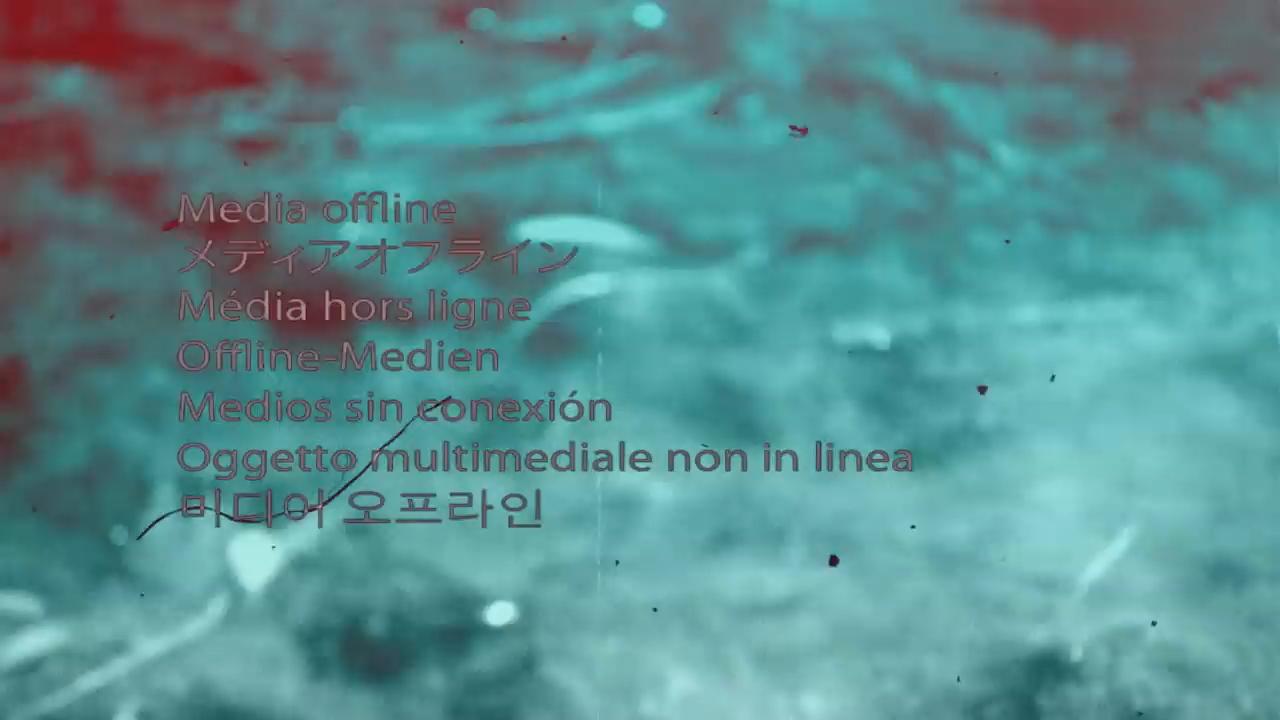 Media offline
メディアオフライン
Média hors ligne
Offline-Medien
Medios sin conexión
Oggetto multimediale nòn in linea
미디어 오프라인